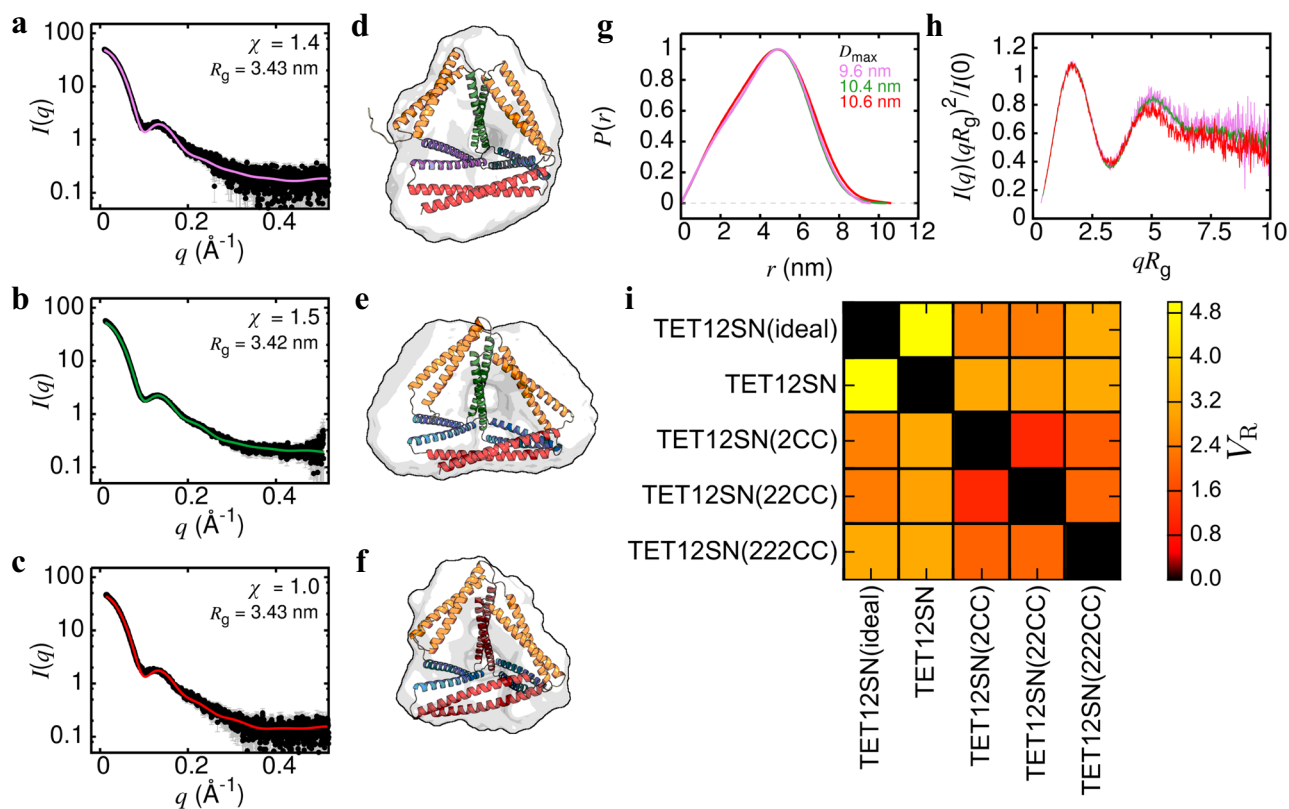 a
χ = 1.4
Rg = 3.43 nm
100
10
1
0.1
I(q)
0
0.2
0.4
q (Å-1)
b
χ = 1.5
Rg = 3.42 nm
100
10
1
0.1
I(q)
0
0.2
0.4
q (Å-1)
c
χ = 1.0
Rg = 3.43 nm
100
10
1
0.1
I(q)
0
0.2
0.4
q (Å-1)
d
e
f
g
Dmax
9.6 nm
10.4 nm
10.6 nm
1
0.8
0.6
0.4
0.2
0
P(r)
0 2 4 6 8 10 12
r (nm)
h
1.2
1
0.8
0.6
0.4
0.2
0
I(q)(qRg)2/I(0)
0 2.5 5 7.5 10
qRg
i
TET12SN(ideal)
TET12SN
TET12SN(2CC)
TET12SN(22CC)
TET12SN(222CC)
TET12SN(ideal)
TET12SN
TET12SN(2CC)
TET12SN(22CC)
TET12SN(222CC)
4.8
4.0
3.2
2.4
1.6
0.8
0.0
VR